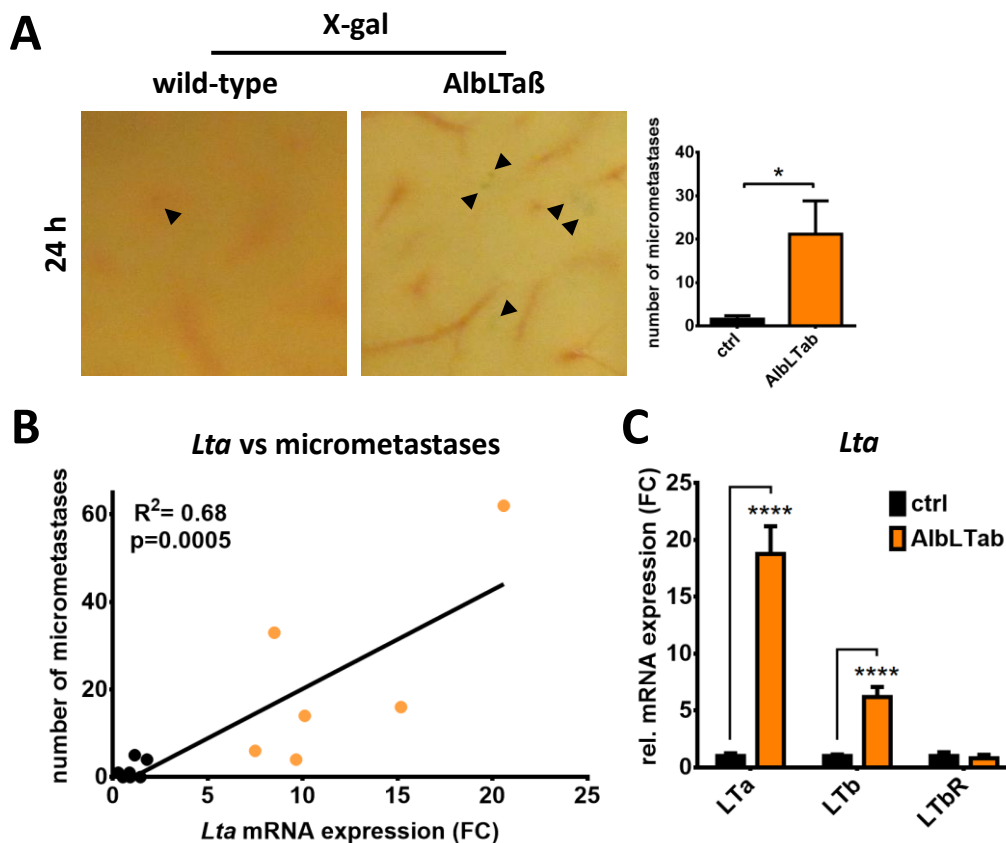 A
X-gal
wild-type
AlbLTaß
24 h
number of micrometastases
40
30
20
10
0
*
ctrl
AlbLTab
B
Lta vs micrometastases
R²= 0.68
p=0.0005
number of micrometastases
60
40
20
0
0
5
10
15
20
25
Lta mRNA expression (FC)
C
Lta
rel. mRNA expression (FC)
25
20
15
10
5
0
****
****
ctrl
AlbLTab
LTa
LTb
LTbR